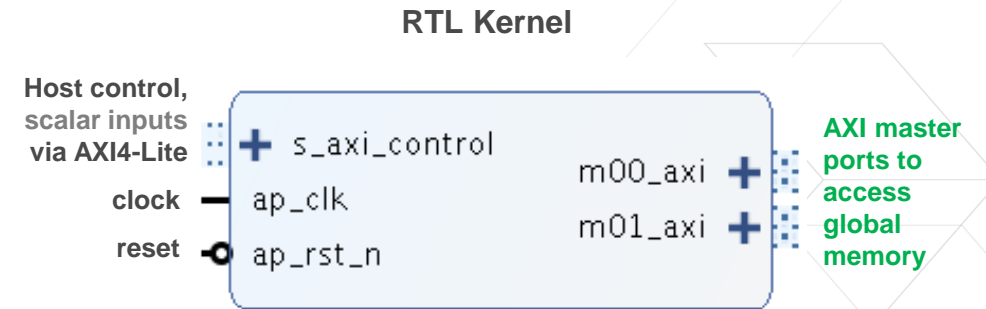 RTL Kernel
Host control,
scalar inputs
via AXI4-Lite
clock
reset
s_axi_control
ap_clk
ap_rst_n
m00_axi
m01_axi
AXI master
ports to
access
global
memory